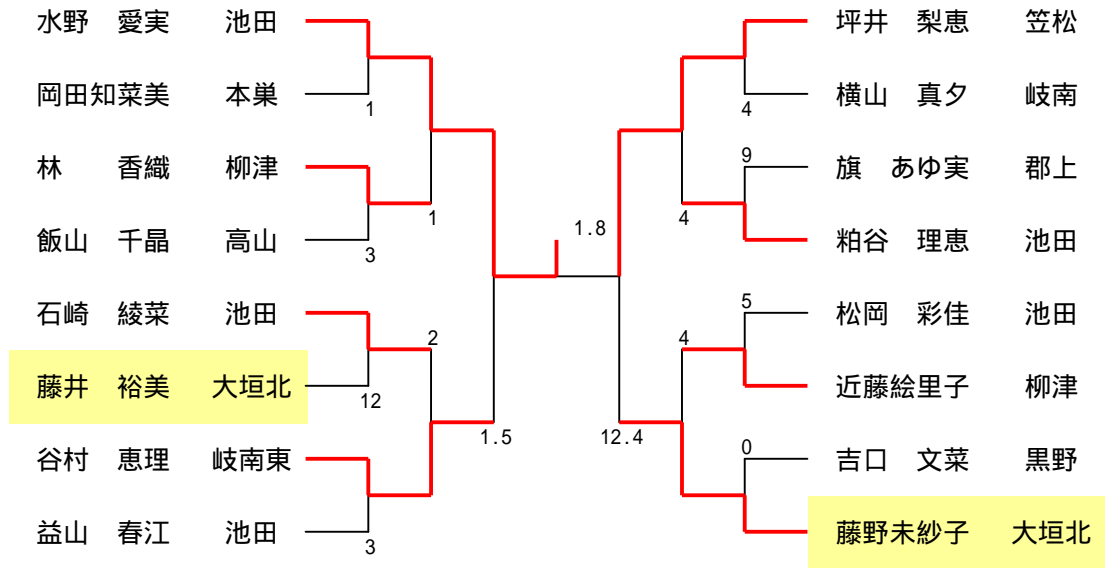 水野 愛実 池田
岡田知菜美 本巣
1
林 香織 柳津
1
飯山 千晶 高山
3
石崎 綾菜 池田
2
藤井 裕美 大垣北
12
1.5
谷村 恵理 岐南東
益山 春江 池田
3
1.8
坪井 梨恵 笠松
横山 真夕 岐南
4
9
旗 あゆ実 郡上
4
粕谷 理恵 池田
5
松岡 彩佳 池田
4
近藤絵里子 柳津
12.4
0
吉口 文菜 黒野
藤野未紗子 大垣北